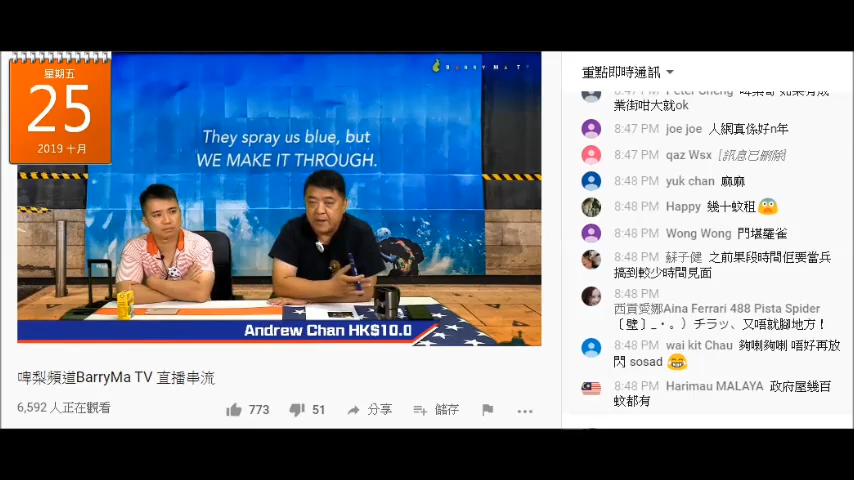 星期五
25
2019 十月
BARRY MA TV
They spray us blue, but
WE MAKE IT THROUGH.
Andrew Chan HK$10.0
啤梨頻道BarryMa TV 直播串流
6,592 人正在觀看
773
51
分享
儲存
重點即時通訊
8:47 PM Peter Cheng
業街咁大就ok
8:47 PM joe joe 人網真係好n年
8:47 PM qaz Wsx [訊息已刪除]
8:48 PM yuk chan 麻麻
8:48 PM Happy 幾十蚊租😨
8:48 PM Wong Wong 門堪羅雀
8:48 PM 蘇子健 之前果段時間佢要當兵
搞到較少時間見面
8:48 PM
西貢愛娜Aina Ferrari 488 Pista Spider
〔壁〕_・。）チラッ、又唔就腳地方！
8:48 PM wai kit Chau 夠喇夠喇 唔好再放
閃 sosad 😂
8:48 PM Harimau MALAYA 政府屋幾百
蚊都有